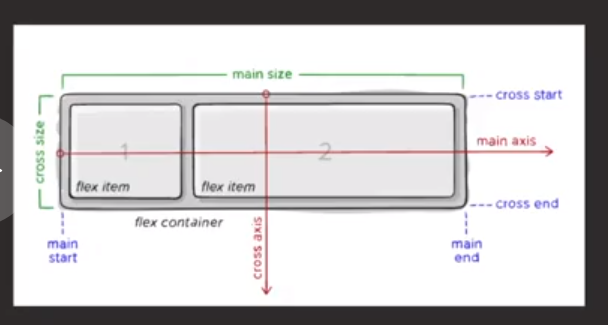 main size
cross start
cross size
main axis
1
2
flex item
flex item
cross end
flex container
main
start
cross axis
main
end